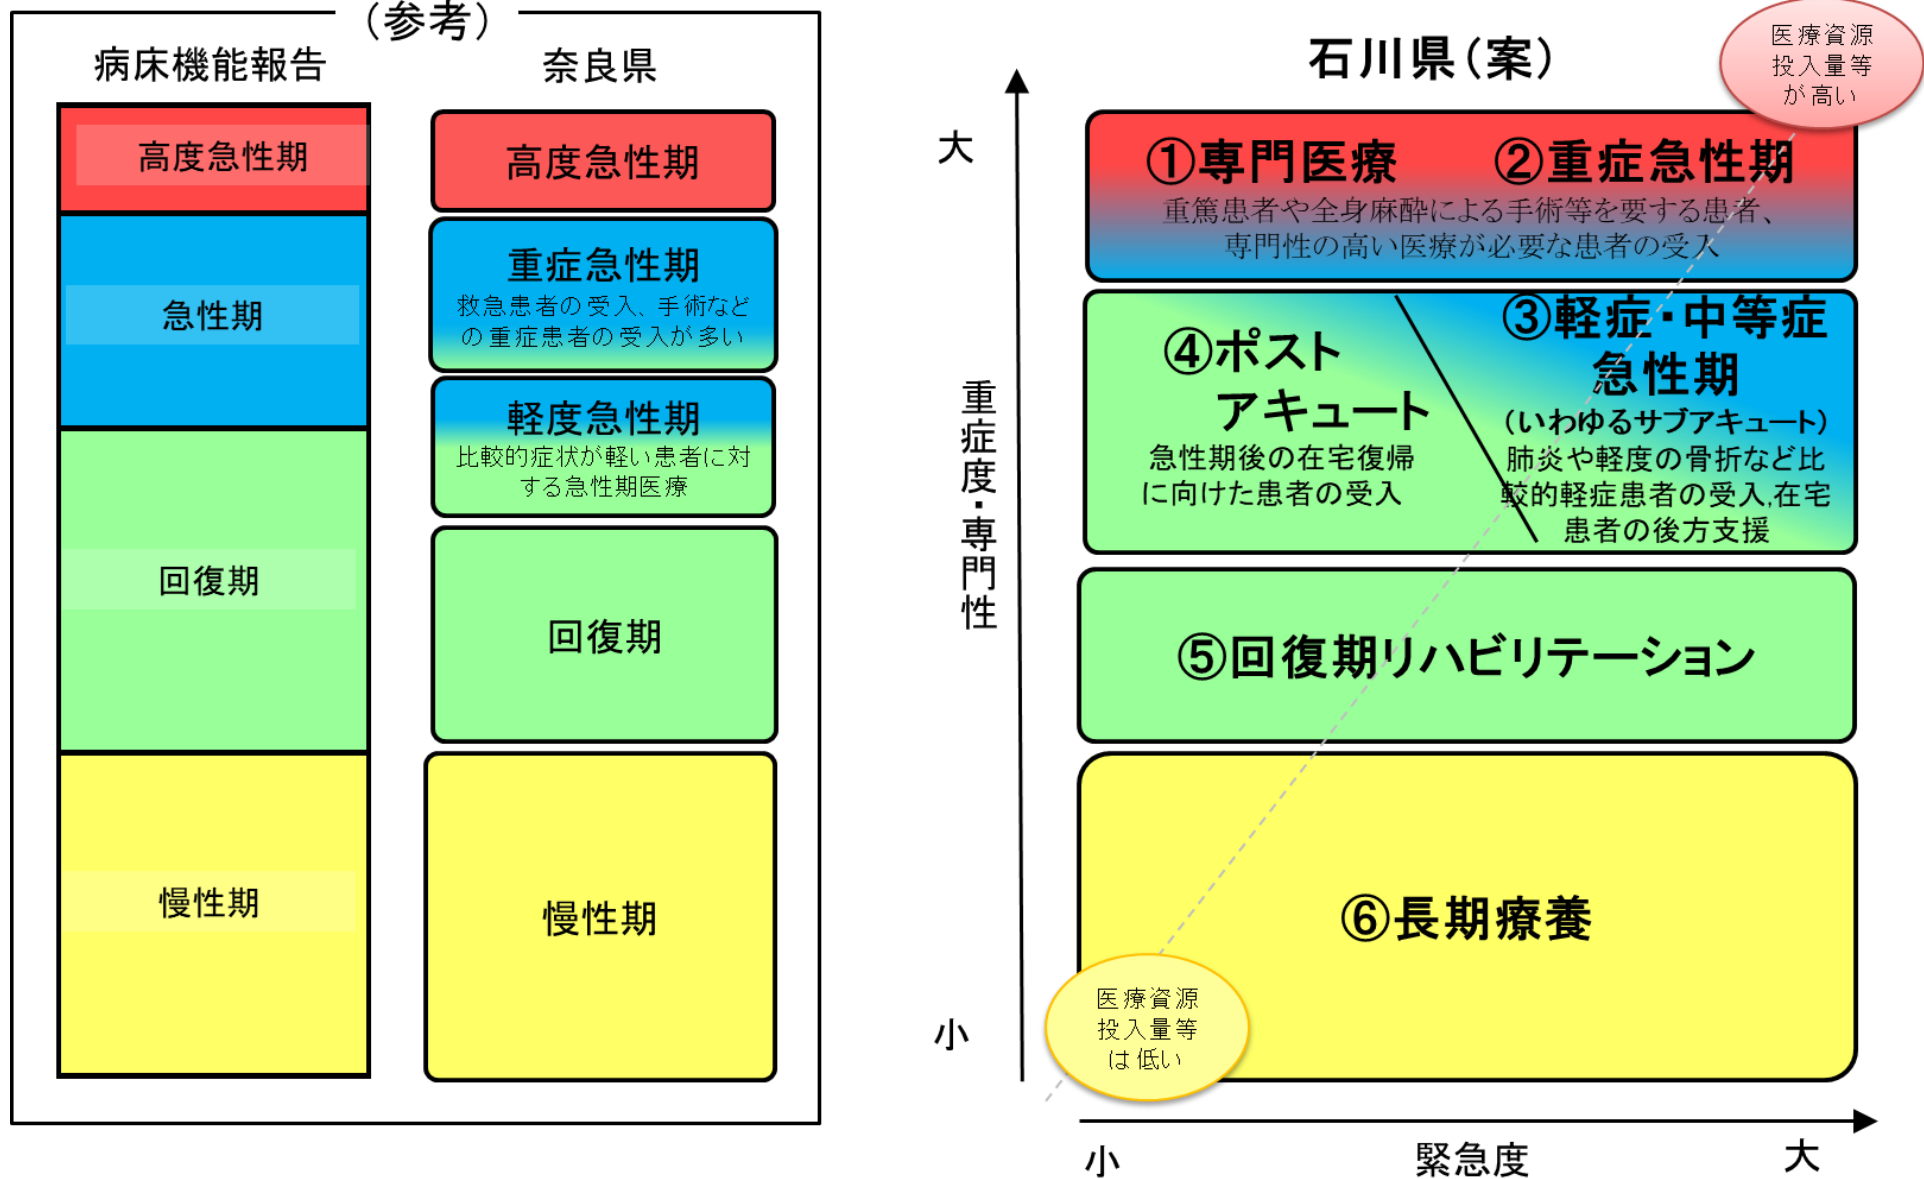 （参考）
病床機能報告
高度急性期
急性期
回復期
慢性期
奈良県
高度急性期
重症急性期
救急患者の受入、手術など
の重症患者の受入が多い
軽度急性期
比較的症状が軽い患者に対
する急性期医療
回復期
慢性期
石川県（案）
医療資源
投入量等
が高い
大
重症度・専門性
小
①専門医療
②重症急性期
重篤患者や全身麻酔による手術等を要する患者、
専門性の高い医療が必要な患者の受入
④ポスト
アキュート
急性期後の在宅復帰
に向けた患者の受入
③軽症・中等症
急性期
（いわゆるサブアキュート）
肺炎や軽度の骨折など比
較的軽症患者の受入,在宅
患者の後方支援
⑤回復期リハビリテーション
⑥長期療養
医療資源
投入量等
は低い
小
緊急度
大